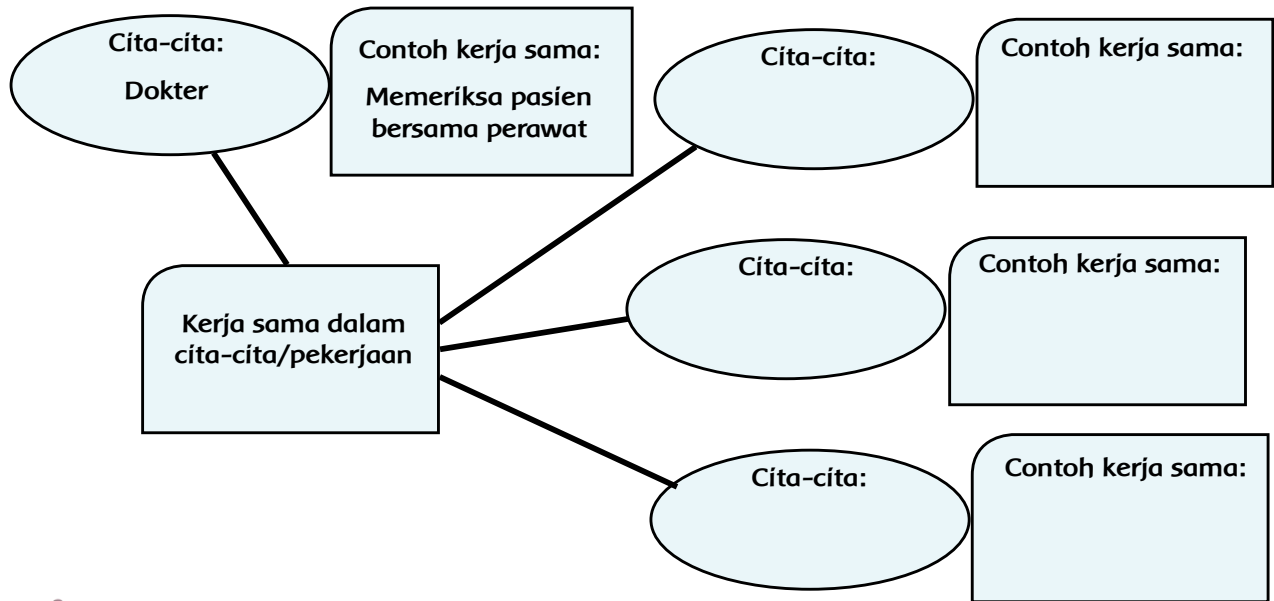 Cita-cita:
Dokter
Contoh kerja sama:
Memeriksa pasien
bersama perawat
Cita-cita:
Contoh kerja sama:
Kerja sama dalam
cita-cita/pekerjaan
Cita-cita:
Contoh kerja sama:
Cita-cita:
Contoh kerja sama: